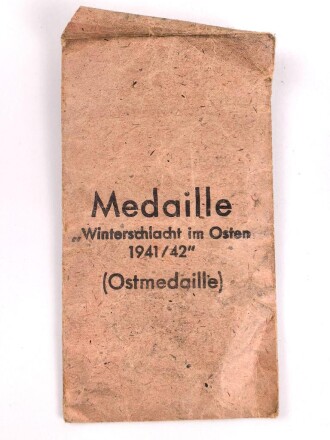 Medaille
„Winterschlacht im Osten
1941/42"
(Ostmedaille)